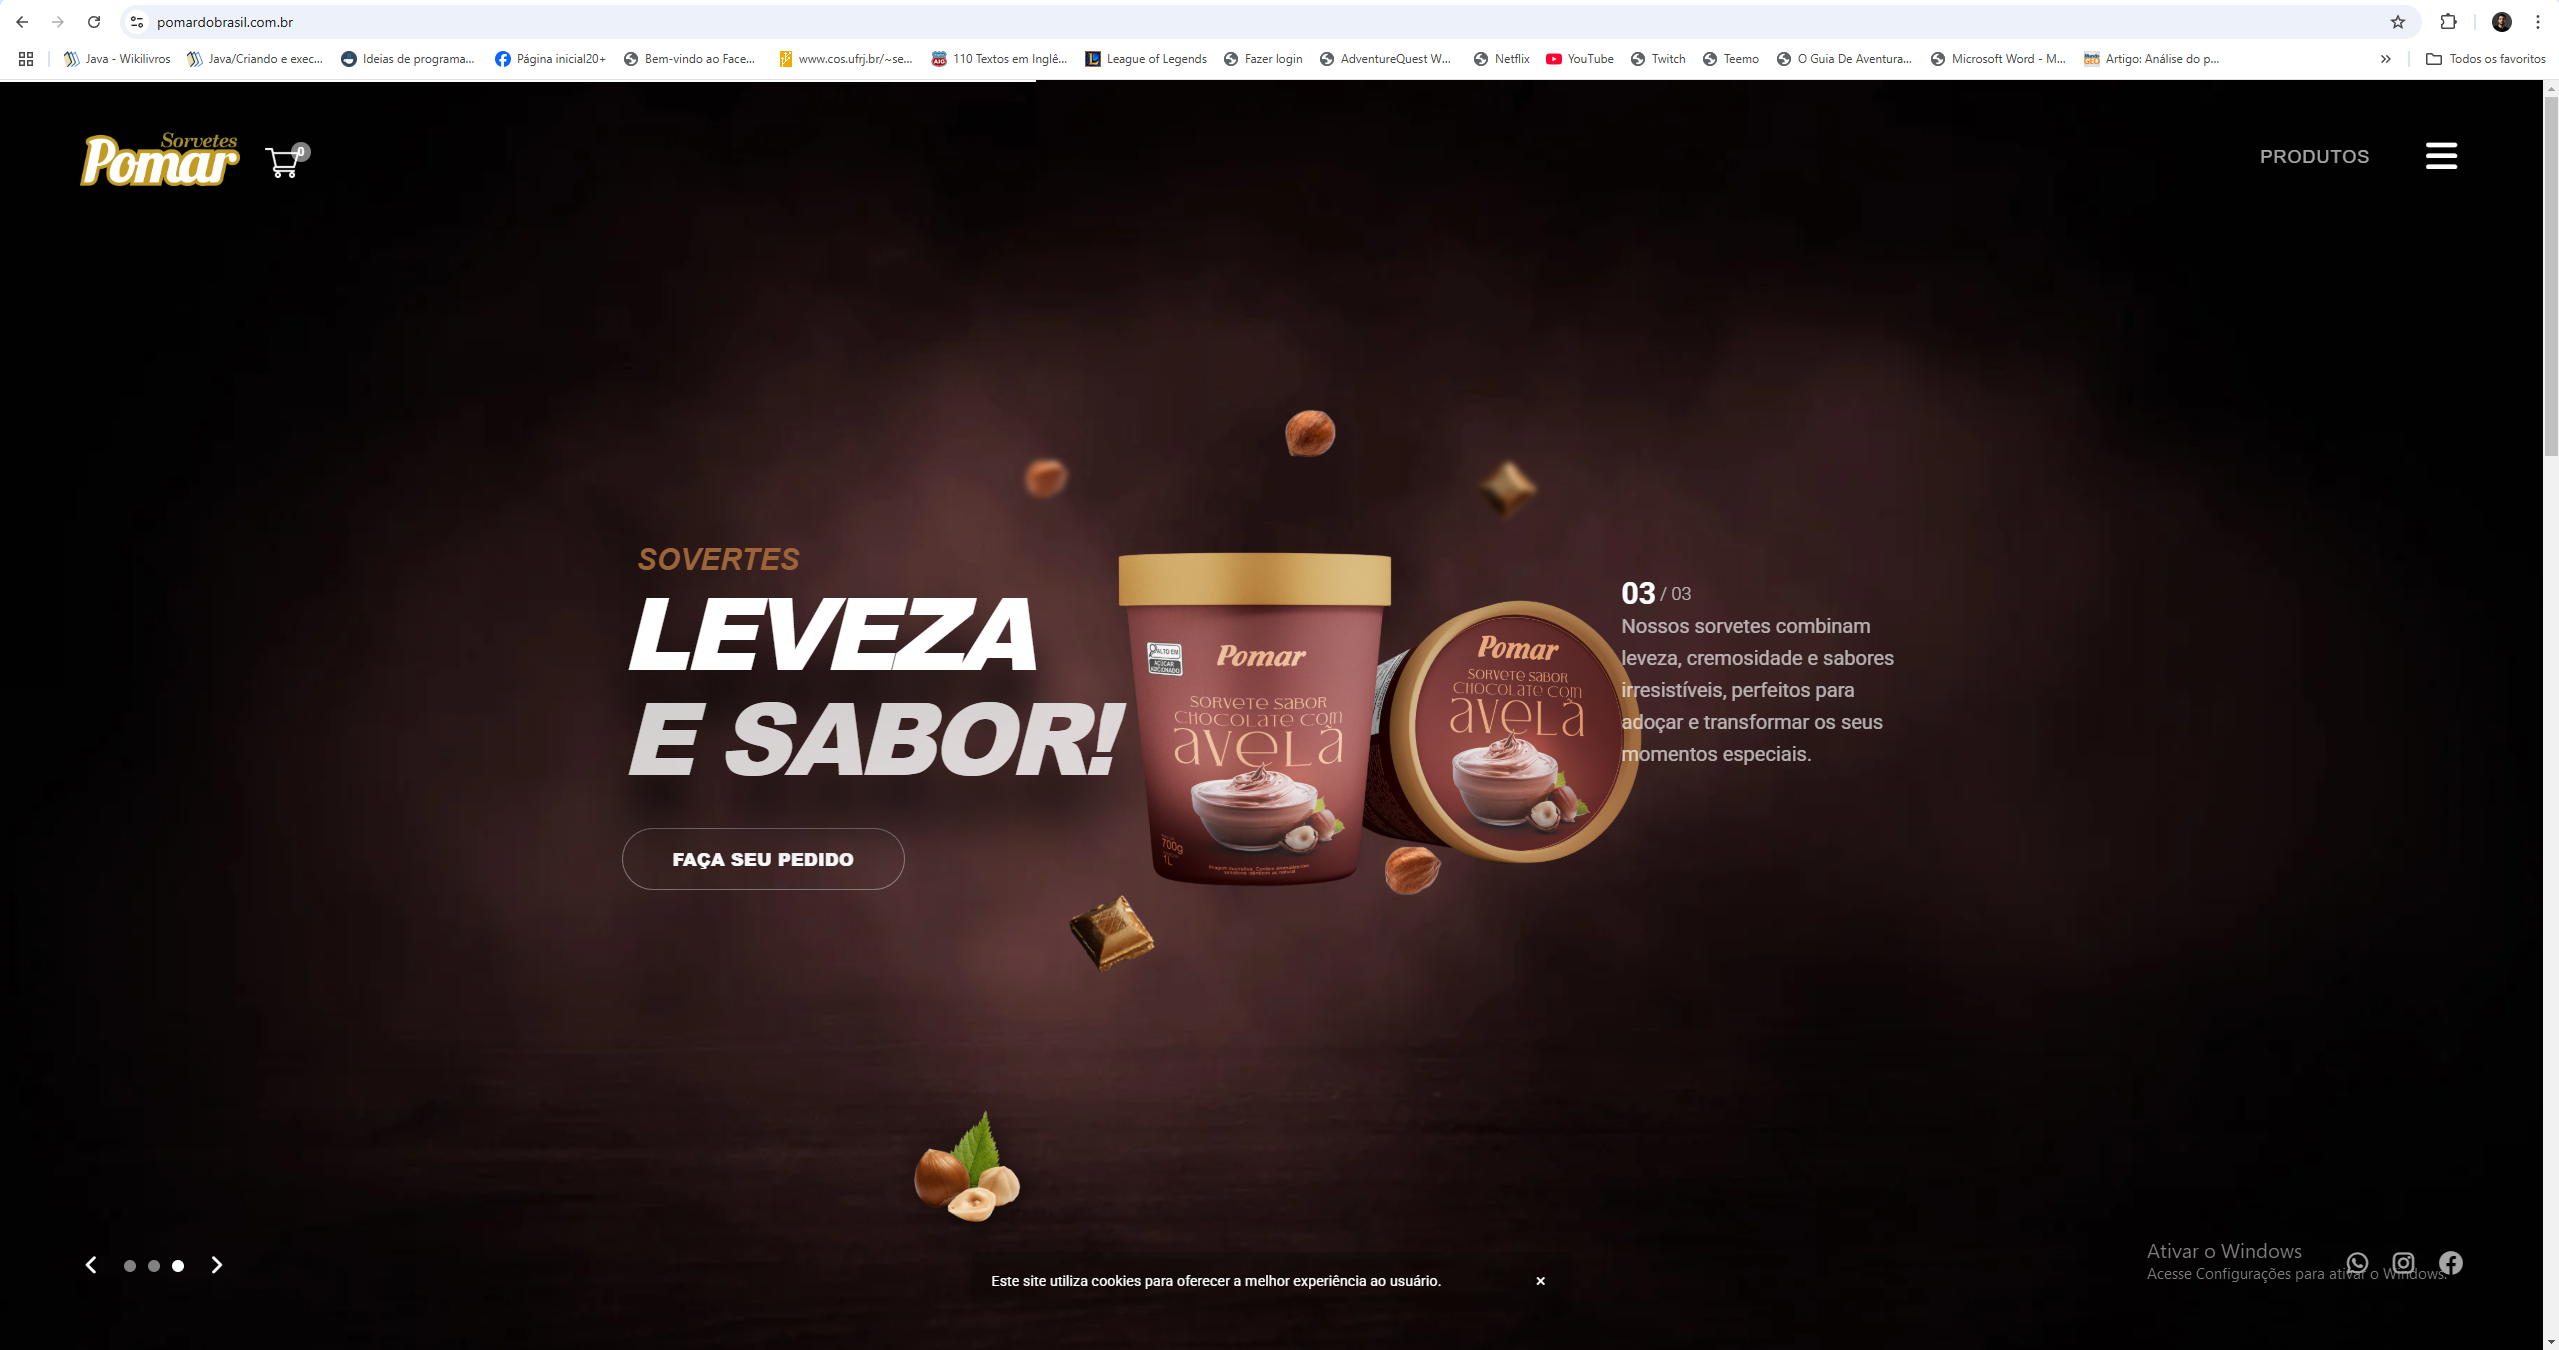 pomardobrasil.com.br
Java - Wikilivros
Java/Criando e exec...
Ideias de programa...
Página inicial20+
Bem-vindo ao Face...
www.cos.ufrj.br/~se...
110 Textos em Inglê...
League of Legends
Fazer login
AdventureQuest W...
Netflix
YouTube
Twitch
Teemo
O Guia De Aventura...
Microsoft Word - M...
Artigo: Análise do p...
Todos os favoritos
Sorvetes
Pomar
0
PRODUTOS
SOVERTES
LEVEZA
E SABOR!
FAÇA SEU PEDIDO
ALTO EM
AÇÚCAR
ADICIONADO
Pomar
SORVETE SABOR
CHOCOLATE COM
AVELÃ
700g
1L
Pomar
SORVETE SABOR
CHOCOLATE COM
AVELÃ
03 / 03
Nossos sorvetes combinam
leveza, cremosidade e sabores
irresistíveis, perfeitos para
adoçar e transformar os seus
momentos especiais.
Este site utiliza cookies para oferecer a melhor experiência ao usuário.
Ativar o Windows
Acesse Configurações para ativar o Windows.